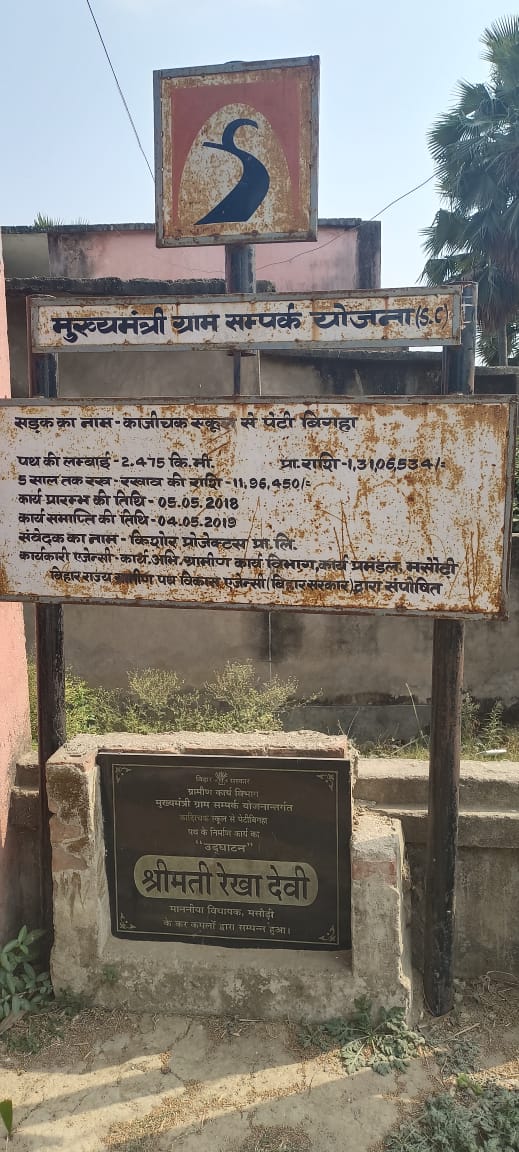 मुख्यमंत्री ग्राम सम्पर्क योजना (S.C)
सड़क का नाम - काजीचक स्कूल से पेटी बिगहा
पथ की लम्बाई - 2.475 कि.मी. प्रा.राशि - 1,31,06,534/-
5 साल तक रख - रखाव की राशि - 11,96,450/-
कार्य प्रारम्भ की तिथि - 05.05.2018
कार्य समाप्ति की तिथि - 04.05.2019
संवेदक का नाम - किशोर प्रोजेक्टस प्रा. लि.
कार्यकारी एजेन्सी - कार्य. अभि. ग्रामीण कार्य विभाग, कार्य प्रमंडल, मसौढ़ी
बिहार राज्य ग्रामीण पथ विकास एजेन्सी (बिहार सरकार) द्वारा संपोषित
बिहार सरकार
ग्रामीण कार्य विभाग
मुख्यमंत्री ग्राम सम्पर्क योजनान्तर्गत
काजिचक स्कूल से पेटीबिगहा
पथ के निर्माण कार्य का
"उद्घाटन"
श्रीमती रेखा देवी
माननीया विधायक, मसौढ़ी
के कर कमलों द्वारा सम्पन्न हुआ।